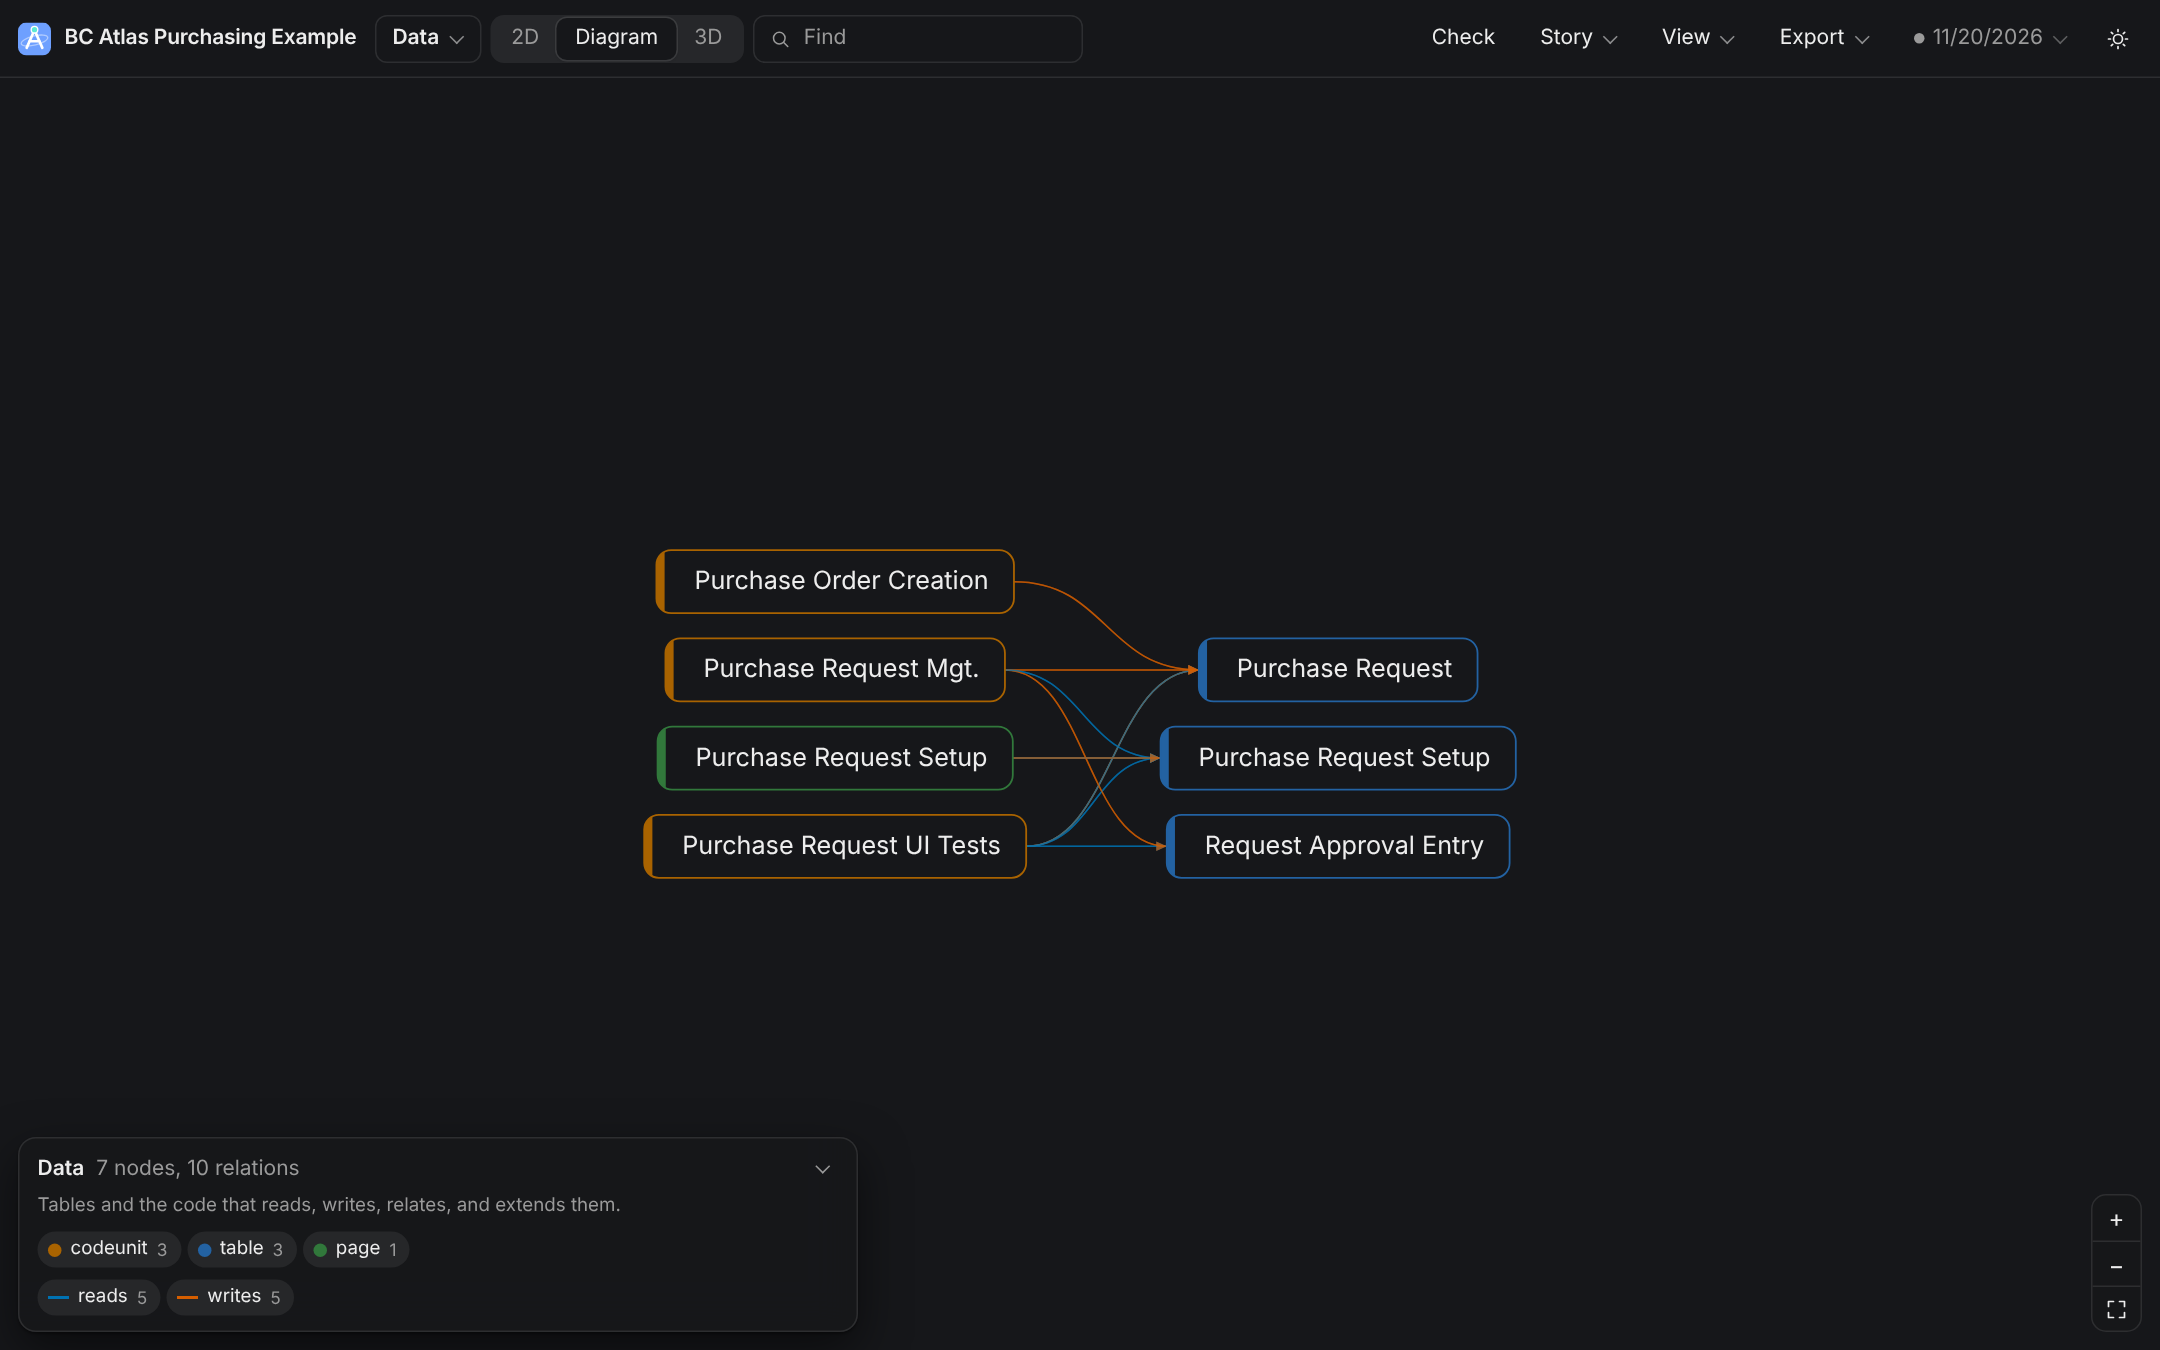 BC Atlas Purchasing Example
Data
2D
Diagram
3D
Find
Check
Story
View
Export
11/20/2026
Purchase Order Creation
Purchase Request Mgt.
Purchase Request
Purchase Request Setup
Purchase Request Setup
Purchase Request UI Tests
Request Approval Entry
Data 7 nodes, 10 relations
Tables and the code that reads, writes, relates, and extends them.
codeunit 3
table 3
page 1
reads 5
writes 5